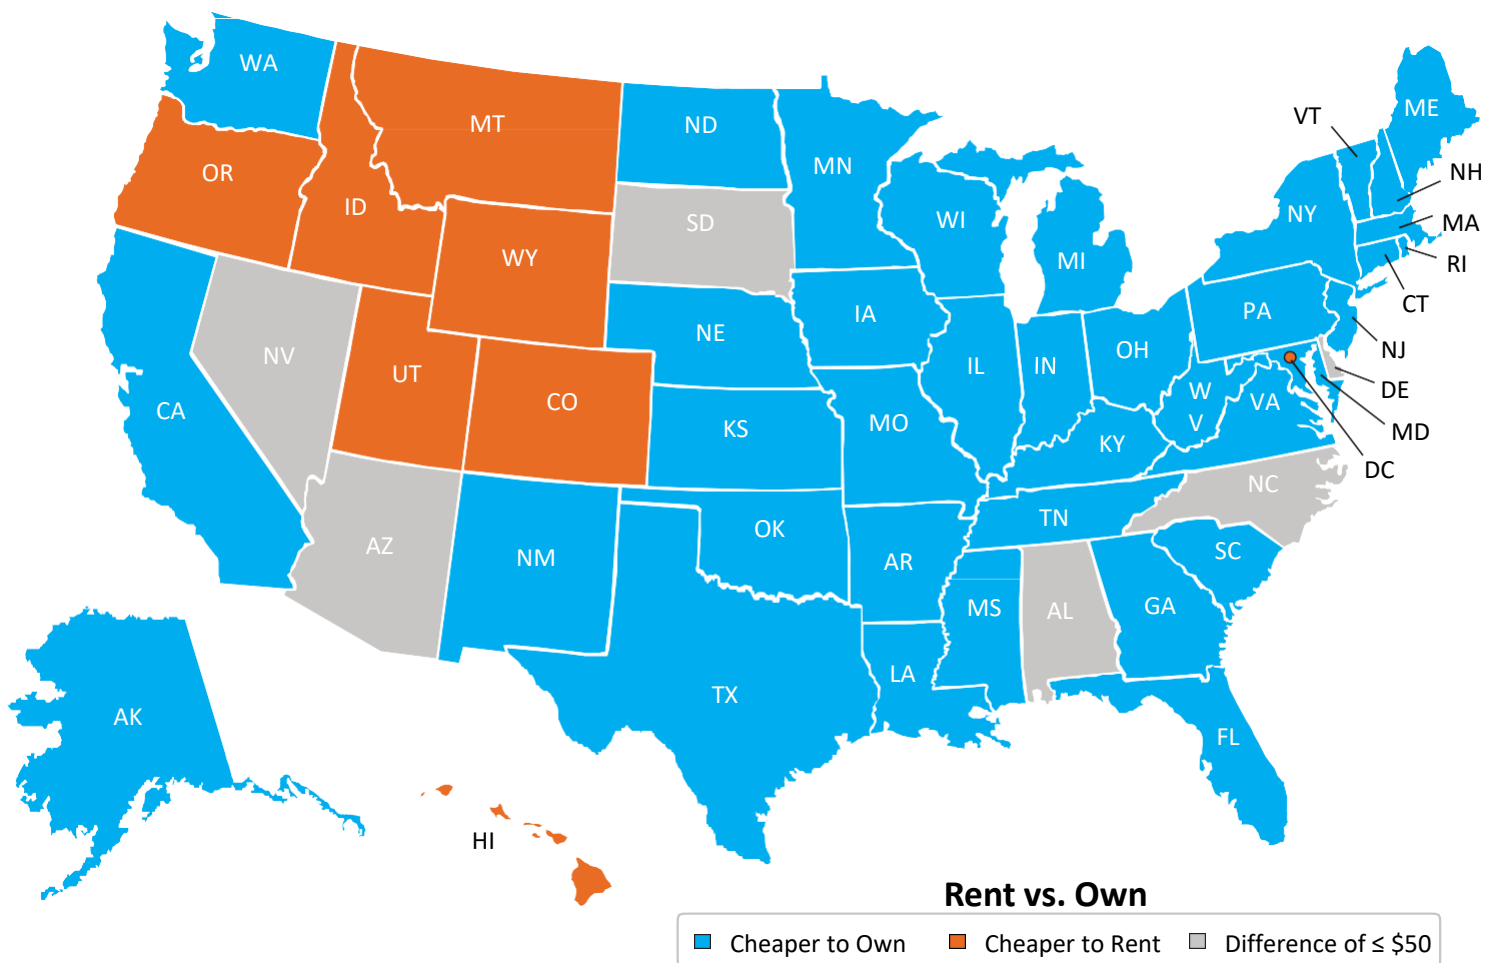 WA
MT
ND
OR
ID
MN
VT
ME
NH
SD
WI
NY
MA
WY
MI
RI
IA
CT
NE
PA
NV
IL
IN
OH
NJ
UT
CO
W
V
VA
DE
CA
KS
MO
KY
MD
DC
NC
TN
OK
AZ
NM
AR
SC
MS
AL
GA
LA
TX
AK
FL
HI
Rent vs. Own
Cheaper to Own Cheaper to Rent Difference of ≤ $50